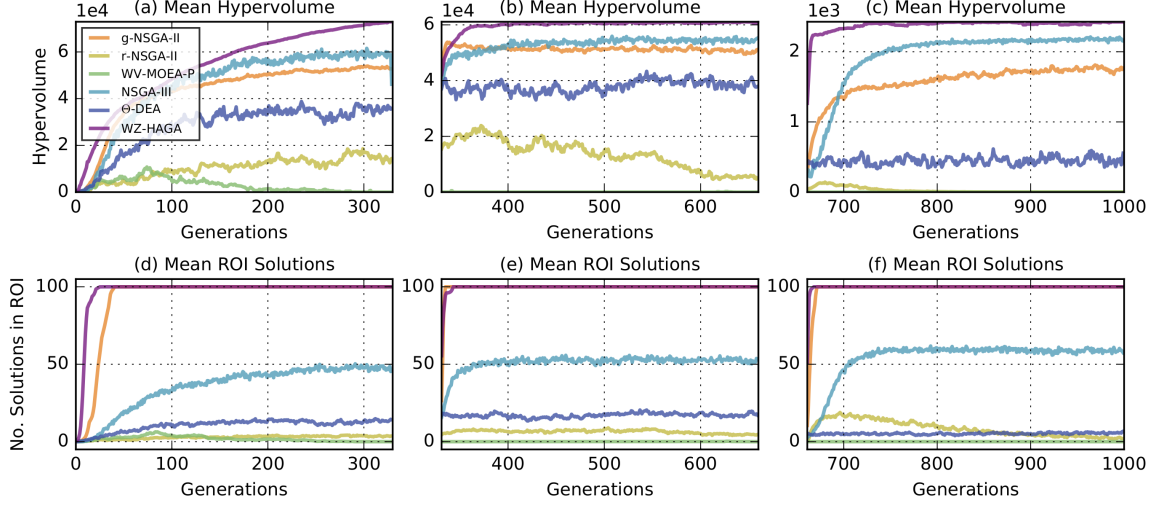 (a) Mean Hypervolume
(b) Mean Hypervolume
(c) Mean Hypervolume
1e4
1e4
1e3
Hypervolume
6
4
2
0
g-NSGA-II
r-NSGA-II
WV-MOEA-P
NSGA-III
Θ-DEA
WZ-HAGA
6
4
2
0
2
1
0
0 100 200 300
400 500 600
700 800 900 1000
Generations
Generations
Generations
(d) Mean ROI Solutions
(e) Mean ROI Solutions
(f) Mean ROI Solutions
No. Solutions in ROI
100
50
0
100
50
0
100
50
0
0 100 200 300
400 500 600
700 800 900 1000
Generations
Generations
Generations